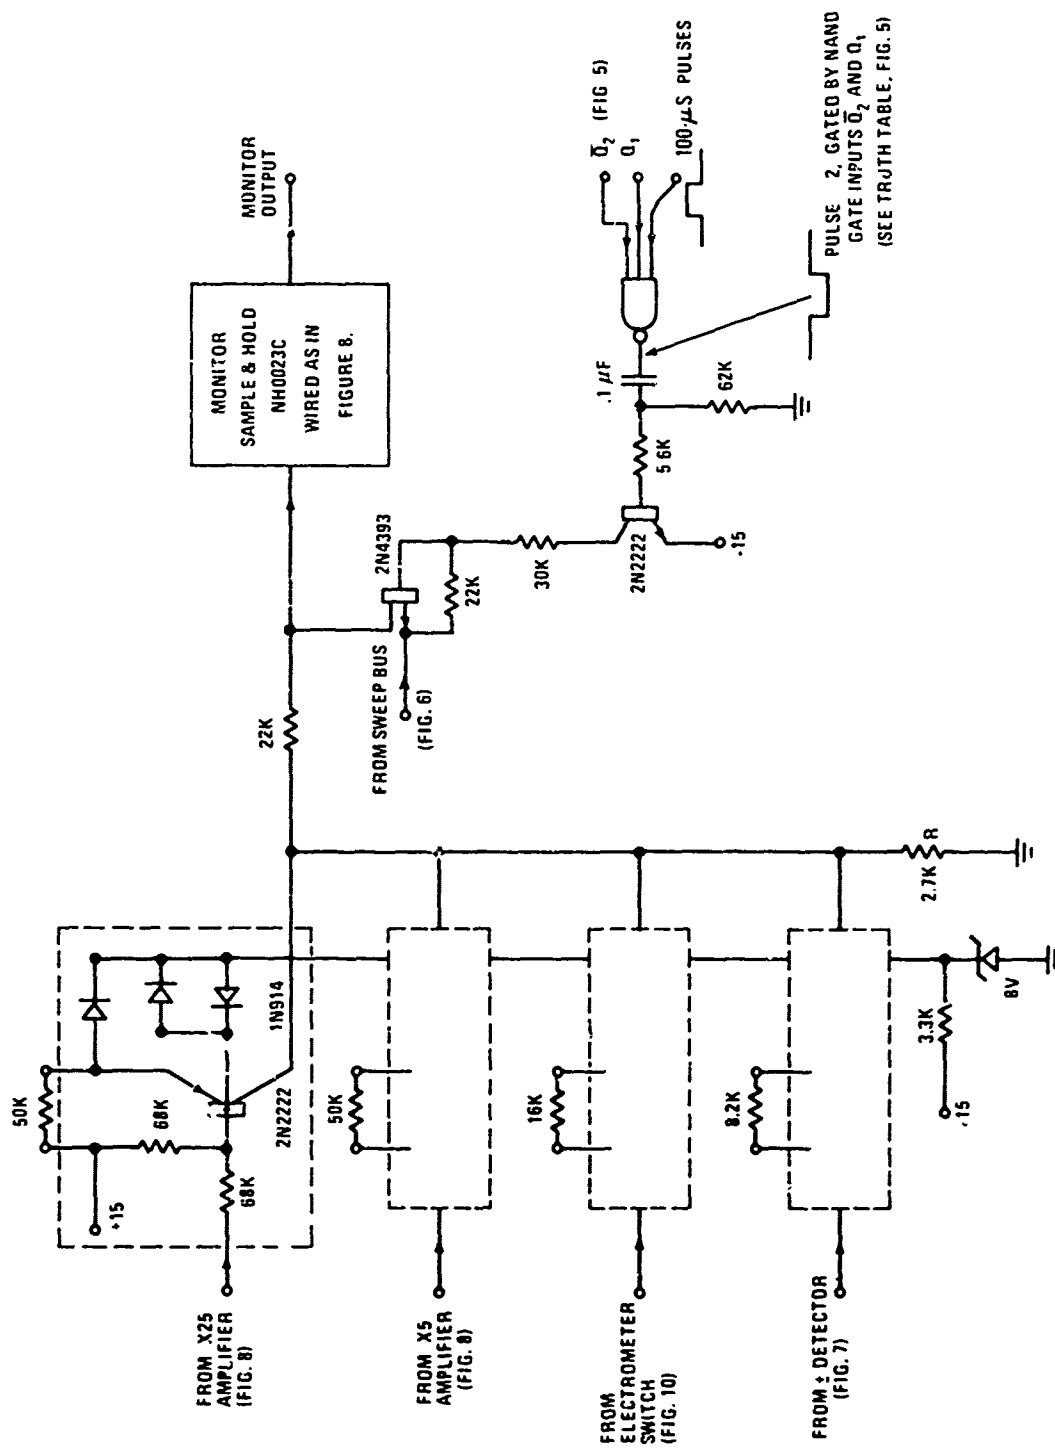 FROM X25
AMPLIFIER
(FIG. 8)
68K
+15
68K
50K
2N2222
1N914
FROM X5
AMPLIFIER
(FIG. 8)
50K
FROM
ELECTROMETER
SWITCH
(FIG. 10)
16K
FROM ± DETECTOR
(FIG. 7)
8.2K
-15
3.3K
8V
2.7K
R
22K
FROM SWEEP BUS
(FIG. 6)
2N4393
22K
30K
2N2222
-15
5.6K
62K
.1 μF
MONITOR
SAMPLE & HOLD
NH0023C
WIRED AS IN
FIGURE 8.
MONITOR
OUTPUT
Q̅2 (FIG 5)
Q1
100-μS PULSES
PULSE 2, GATED BY NAND
GATE INPUTS Q̅2 AND Q1
(SEE TRUTH TABLE, FIG. 5)